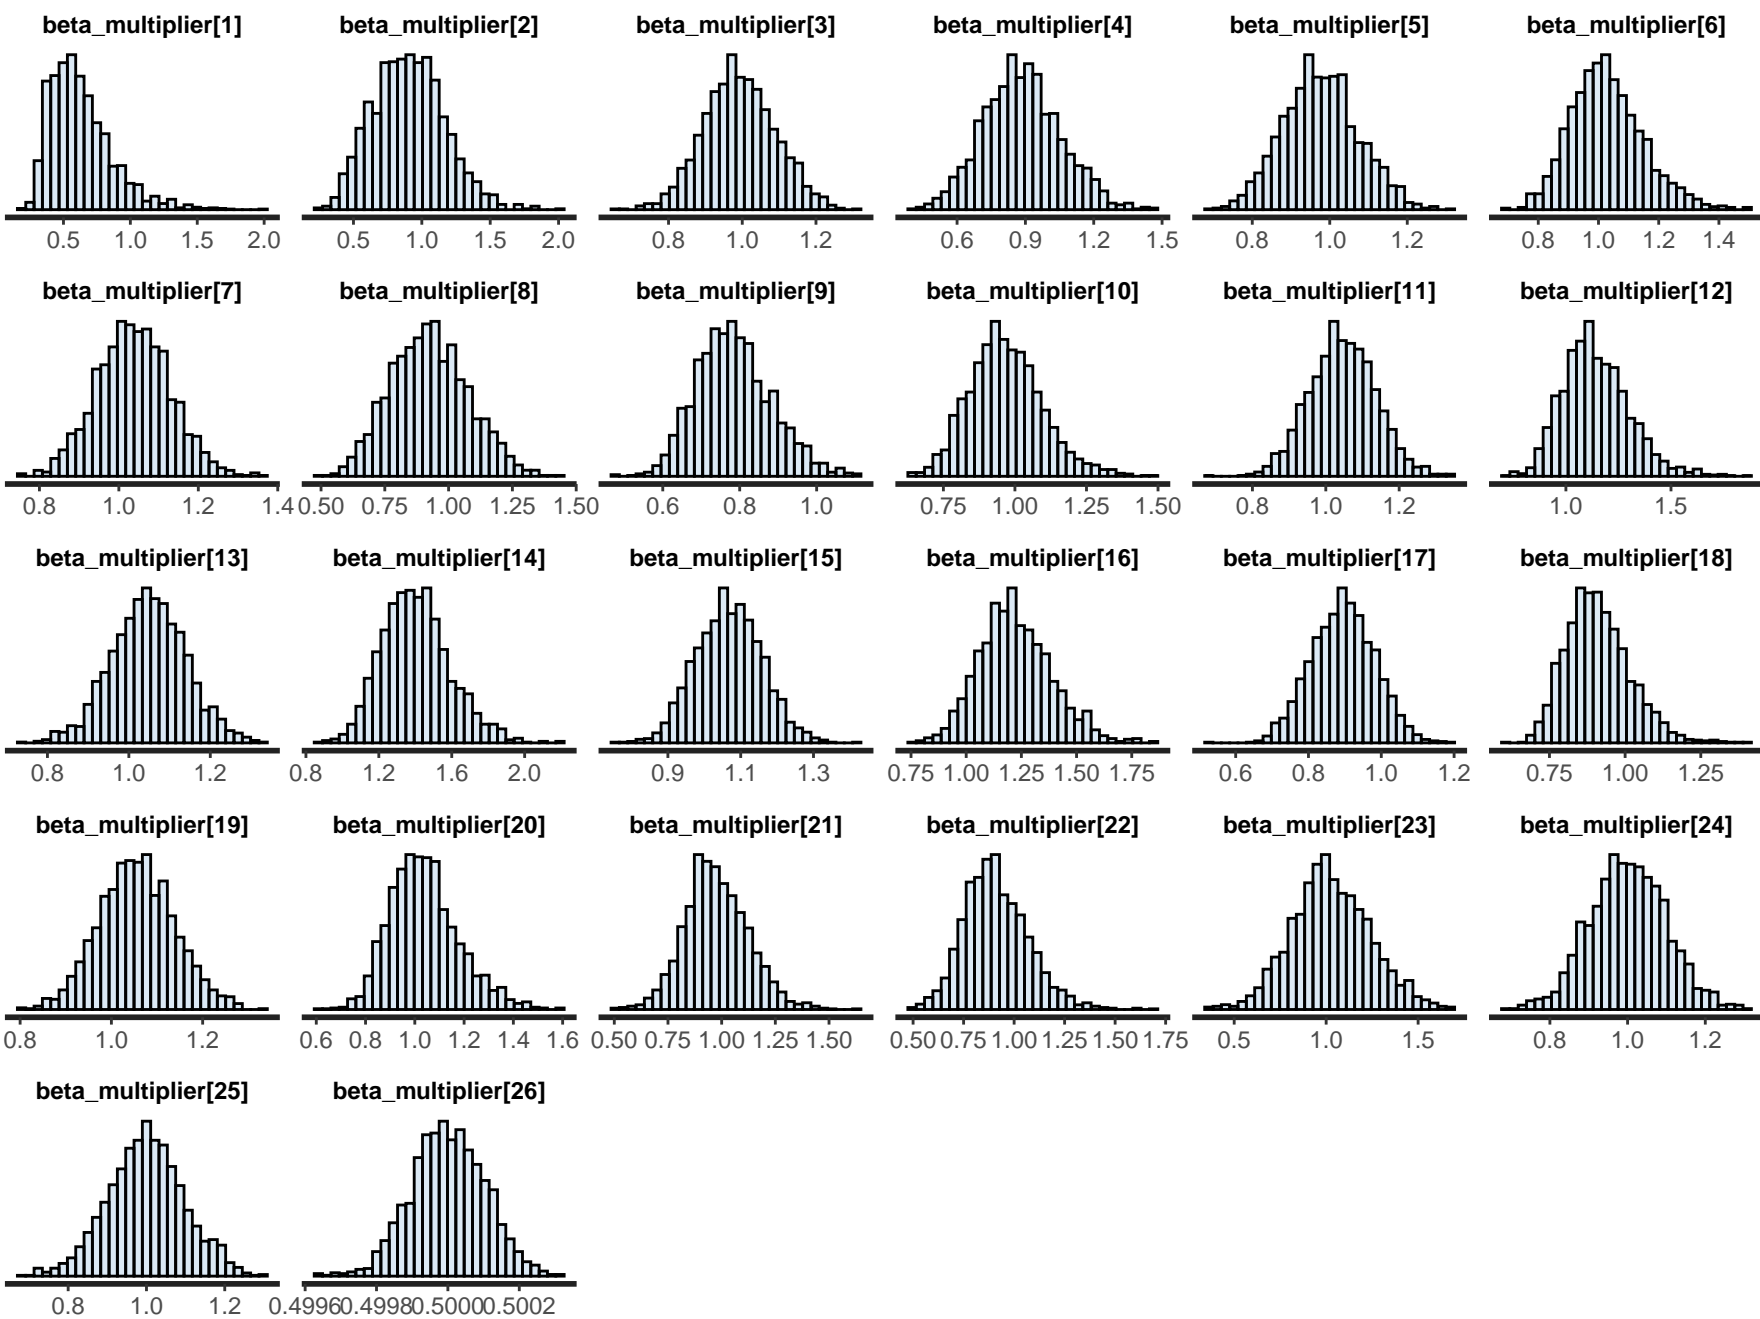 beta_multiplier[1] beta_multiplier[2] beta_multiplier[3] beta_multiplier[4] beta_multiplier[5] beta_multiplier[6]
0.5 1.0 1.5 2.0 0.5 1.0 1.5 2.0 0.8 1.0 1.2 0.6 0.9 1.2 1.5 0.8 1.0 1.2 0.8 1.0 1.2 1.4
beta_multiplier[7] beta_multiplier[8] beta_multiplier[9] beta_multiplier[10] beta_multiplier[11] beta_multiplier[12]
0.8 1.0 1.2 1.4 0.50 0.75 1.00 1.25 1.50 0.6 0.8 1.0 0.75 1.00 1.25 1.50 0.8 1.0 1.2 1.0 1.5
beta_multiplier[13] beta_multiplier[14] beta_multiplier[15] beta_multiplier[16] beta_multiplier[17] beta_multiplier[18]
0.8 1.0 1.2 0.8 1.2 1.6 2.0 0.9 1.1 1.3 0.75 1.00 1.25 1.50 1.75 0.6 0.8 1.0 1.2 0.75 1.00 1.25
beta_multiplier[19] beta_multiplier[20] beta_multiplier[21] beta_multiplier[22] beta_multiplier[23] beta_multiplier[24]
0.8 1.0 1.2 0.6 0.8 1.0 1.2 1.4 1.6 0.50 0.75 1.00 1.25 1.50 0.50 0.75 1.00 1.25 1.50 1.75 0.5 1.0 1.5 0.8 1.0 1.2
beta_multiplier[25] beta_multiplier[26]
0.8 1.0 1.2 0.4996 0.4998 0.5000 0.5002